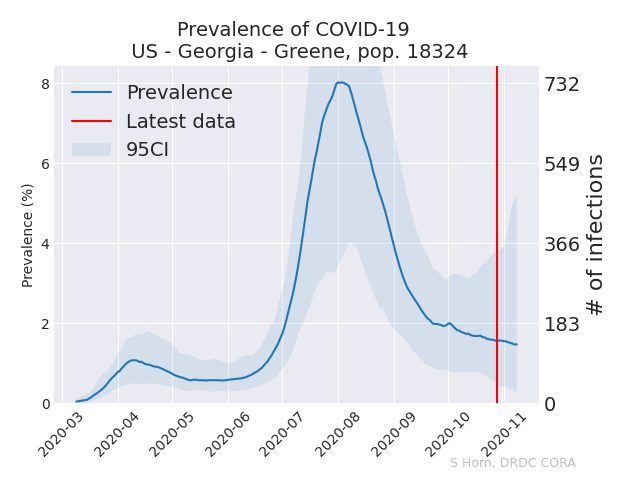 Prevalence of COVID-19
US - Georgia - Greene, pop. 18324
Prevalence
Latest data
95CI
Prevalence (%)
8
6
4
2
0
732
549
366
183
0
# of infections
2020-03
2020-04
2020-05
2020-06
2020-07
2020-08
2020-09
2020-10
2020-11
S Horn, DRDC CORA